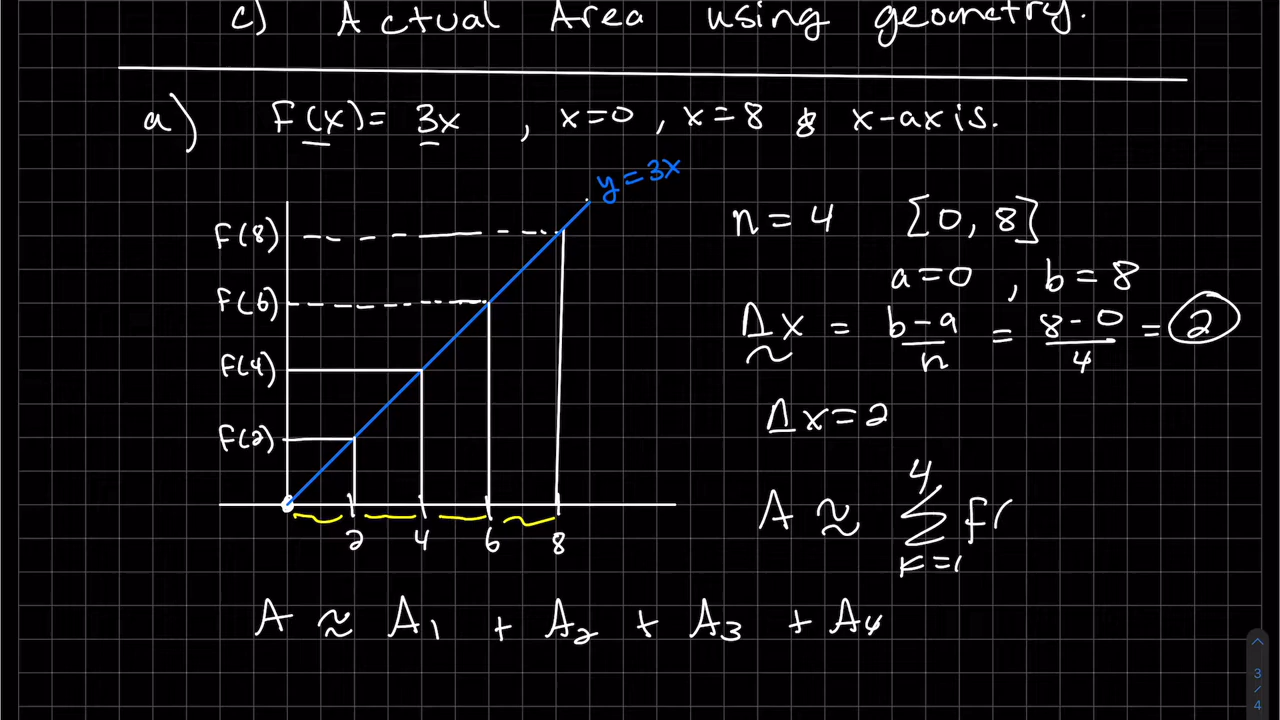 c) Actual Area using geometry.
a) F(x) = 3x , x=0 , x=8 & x-axis.
y = 3x
F(8)
F(6)
F(4)
F(2)
2 4 6 8
n = 4 [0, 8]
a=0 , b=8
Δx = b-a/n = 8-0/4 = 2
Δx=2
A ≈ 4∑K=1 f(
A ≈ A1 + A2 + A3 + A4
3
/
4